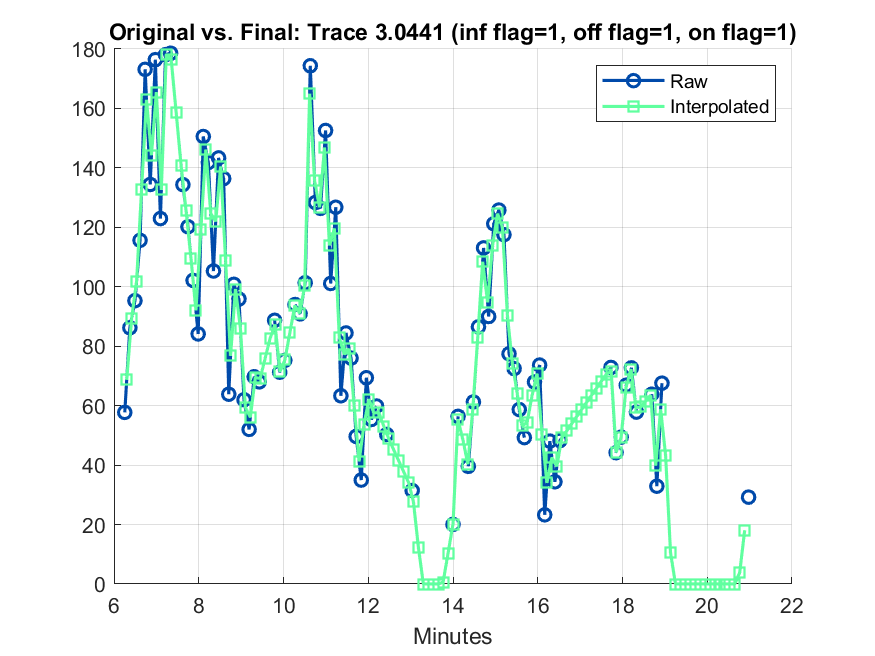 Original vs. Final: Trace 3.0441 (inf flag=1, off flag=1, on flag=1)
180
160
140
120
100
80
60
40
20
0
Raw
Interpolated
6 8 10 12 14 16 18 20 22
Minutes